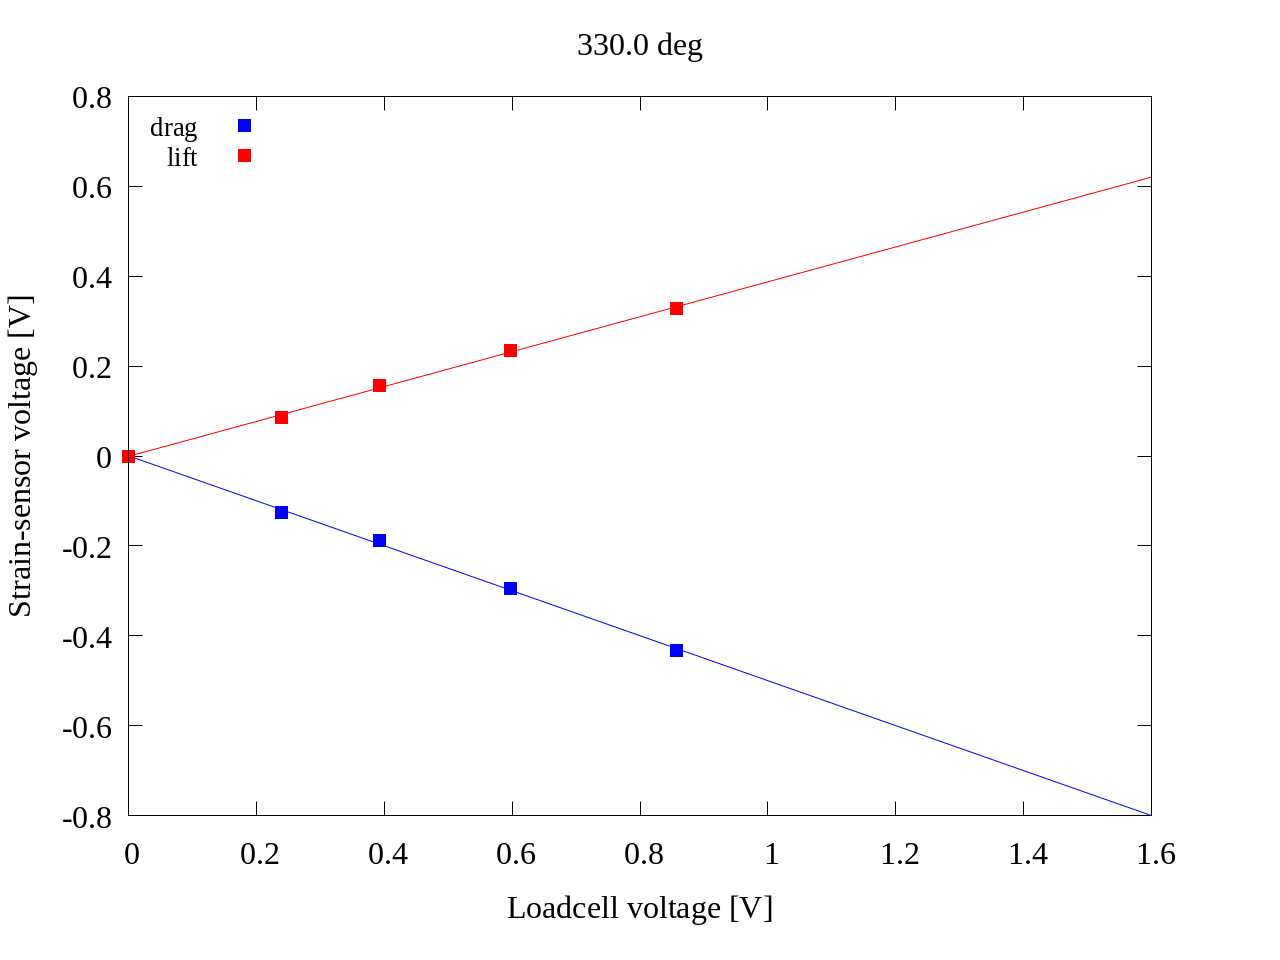 330.0 deg
drag
lift
0.8
0.6
0.4
0.2
0
-0.2
-0.4
-0.6
-0.8
Strain-sensor voltage [V]
0 0.2 0.4 0.6 0.8 1 1.2 1.4 1.6
Loadcell voltage [V]